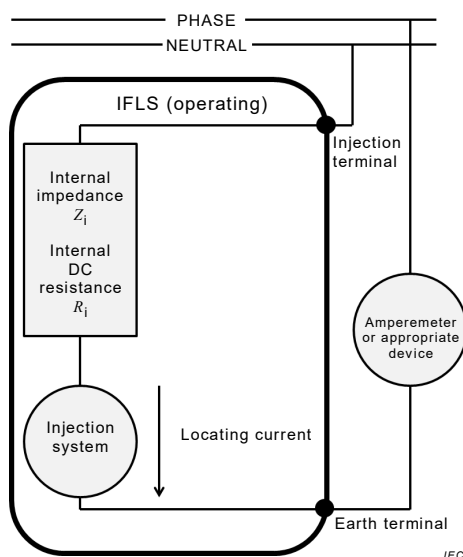 PHASE
NEUTRAL
IFLS (operating)
Injection
terminal
Internal
impedance
Zi
Internal
DC
resistance
Ri
Amperemeter
or appropriate
device
Injection
system
Locating current
Earth terminal
IEC